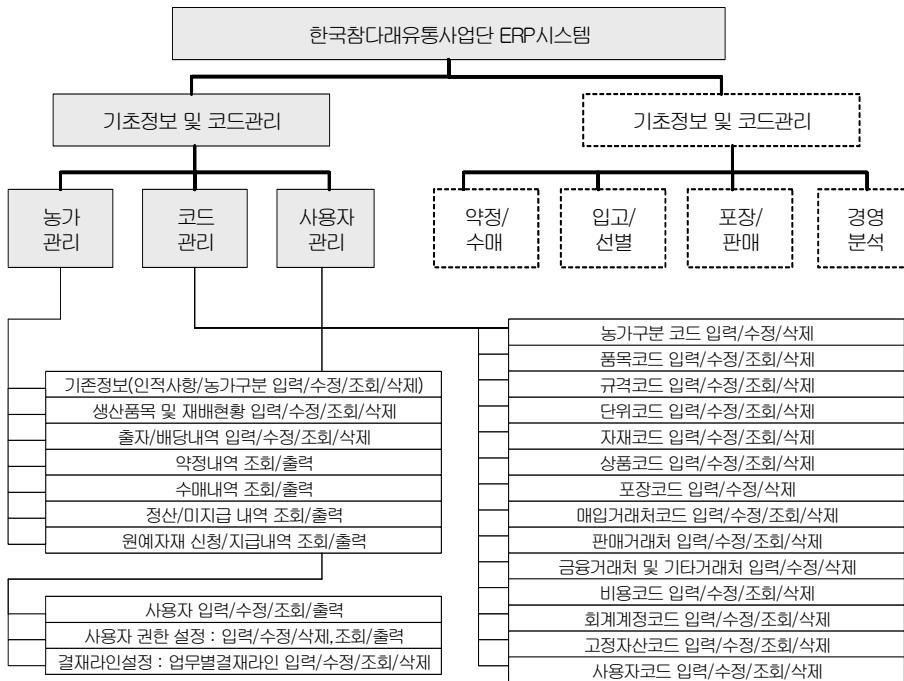 한국참다래유통사업단 ERP시스템
기초정보 및 코드관리
기초정보 및 코드관리
농가
관리
코드
관리
사용자
관리
약정/
수매
입고/
선별
포장/
판매
경영
분석
기존정보(인적사항/농가구분 입력/수정/조회/삭제)
생산품목 및 재배현황 입력/수정/조회/삭제
출자/배당내역 입력/수정/조회/삭제
약정내역 조회/출력
수매내역 조회/출력
정산/미지급 내역 조회/출력
원예자재 신청/지급내역 조회/출력
사용자 입력/수정/조회/출력
사용자 권한 설정 : 입력/수정/삭제,조회/출력
결재라인설정 : 업무별결재라인 입력/수정/조회/삭제
농가구분 코드 입력/수정/삭제
품목코드 입력/수정/조회/삭제
규격코드 입력/수정/조회/삭제
단위코드 입력/수정/조회/삭제
자재코드 입력/수정/조회/삭제
상품코드 입력/수정/조회/삭제
포장코드 입력/수정/삭제
매입거래처코드 입력/수정/조회/삭제
판매거래처 입력/수정/조회/삭제
금융거래처 및 기타거래처 입력/수정/삭제
비용코드 입력/수정/조회/삭제
회계계정코드 입력/수정/조회/삭제
고정자산코드 입력/수정/조회/삭제
사용자코드 입력/수정/조회/삭제